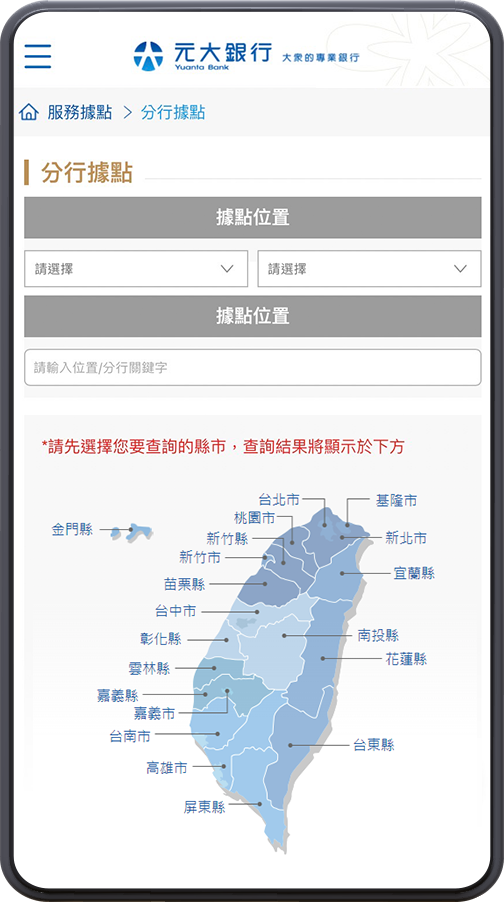 元大銀行 大衆的專業銀行
Yuanta Bank
服務據點 > 分行據點
分行據點
據點位置
請選擇 請選擇
據點位置
請輸入位置/分行關鍵字
*請先選擇您要查詢的縣市，查詢結果將顯示於下方
台北市 基隆市
桃園市
金門縣
新竹縣 新北市
新竹市
宜蘭縣
苗栗縣
台中市
彰化縣 南投縣
花蓮縣
雲林縣
嘉義縣
嘉義市
台南市
台東縣
高雄市
屏東縣